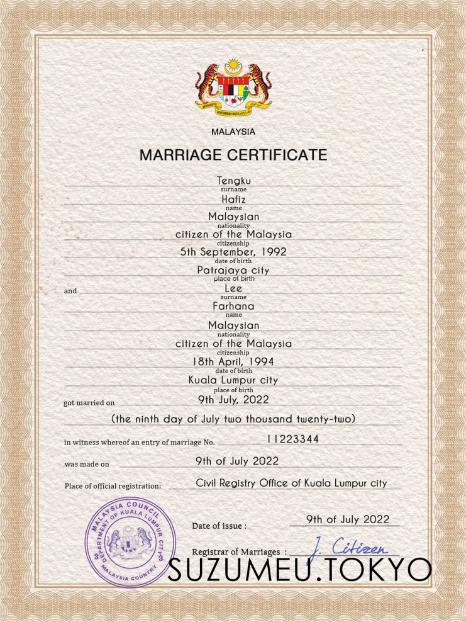 MALAYSIA
MARRIAGE CERTIFICATE
Tengku
surname
Hafiz
name
Malaysian
nationality
citizen of the Malaysia
citizenship
5th September, 1992
date of birth
Patrajaya city
place of birth
and Lee
surname
Farhana
name
Malaysian
nationality
citizen of the Malaysia
citizenship
18th April, 1994
date of birth
Kuala Lumpur city
place of birth
got married on 9th July, 2022
(the ninth day of July two thousand twenty-two)
in witness whereof an entry of marriage No. 11223344
was made on 9th of July 2022
Place of official registration: Civil Registry Office of Kuala Lumpur city
MALAYSIA COUNCIL
DEPARTMENT OF KUALA LUMPUR CITY
MALAYSIA COUNTRY
Date of issue : 9th of July 2022
Registrar of Marriages : J. Citizen
SUZUMEU.TOKYO